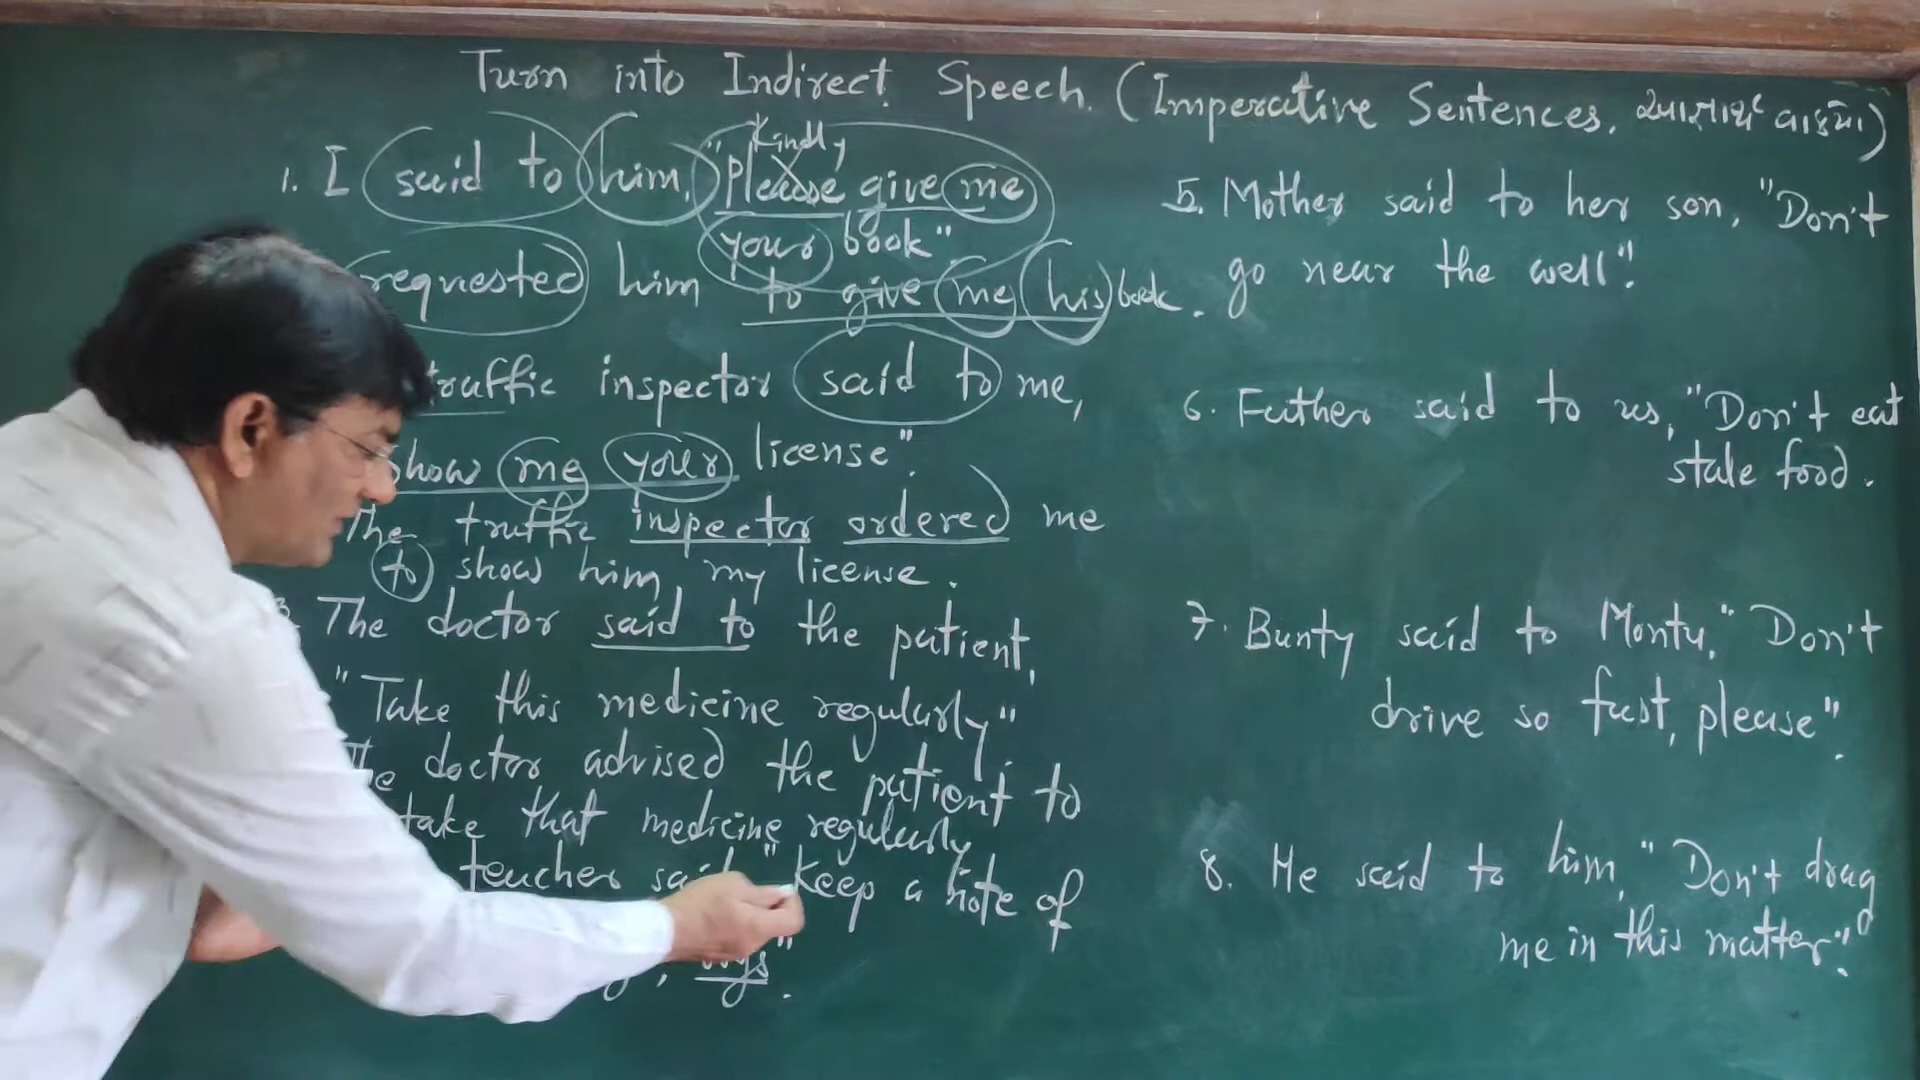 Turn into Indirect Speech. (Imperative Sentences, આજ્ઞાર્થ વાક્યો)
Kindly
1. I said to him, "Please give me
your book".
requested him to give me his book.
traffic inspector said to me,
show me your license".
The traffic inspector ordered me
to show him my license.
3. The doctor said to the patient,
"Take this medicine regularly"
The doctor advised the patient to
take that medicine regularly
teacher said "Keep a note of
boys".
5. Mother said to her son, "Don't
go near the well".
6. Father said to us, "Don't eat
stale food.
7. Bunty said to Monty, "Don't
drive so fast, please".
8. He said to him, "Don't drag
me in this matter."